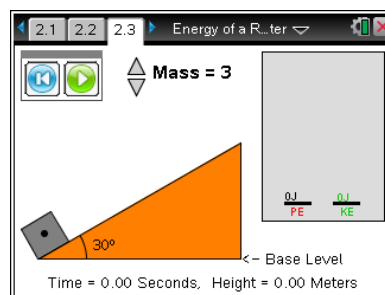 2.1 2.2 2.3 Energy of a R...ter
Mass = 3
0J 0J
PE KE
30°
<- Base Level
Time = 0.00 Seconds, Height = 0.00 Meters